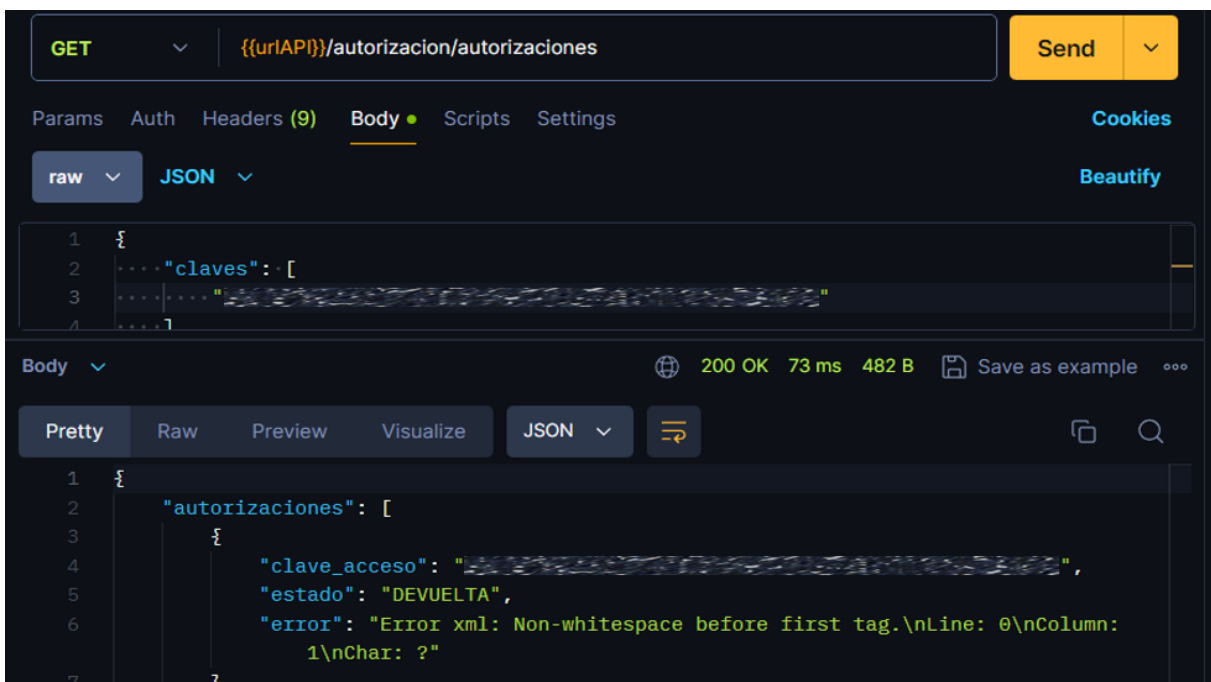 GET {{urlAPI}}/autorizacion/autorizaciones Send
Params Auth Headers (9) Body Scripts Settings Cookies
raw JSON Beautify
1 {
2 "claves": [
3 " "
4 ]
Body 200 OK 73 ms 482 B Save as example
Pretty Raw Preview Visualize JSON
1 {
2 "autorizaciones": [
3 {
4 "clave_acceso": " ",
5 "estado": "DEVUELTA",
6 "error": "Error xml: Non-whitespace before first tag.\nLine: 0\nColumn:
1\nChar: ?"
7 }